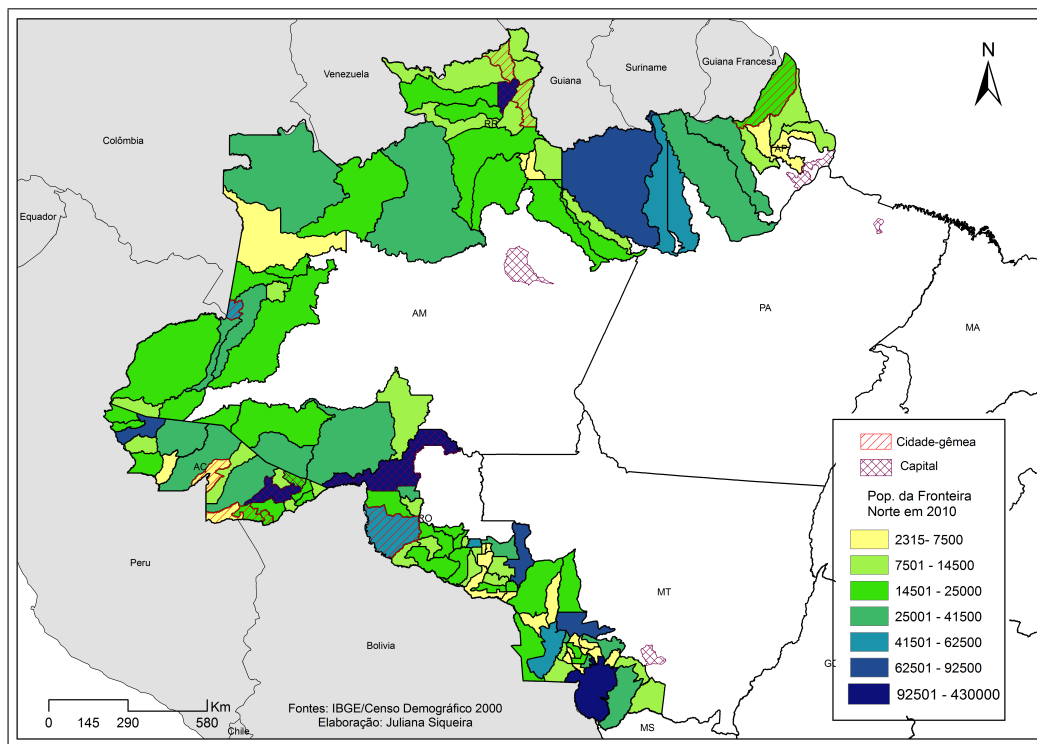 N
Guiana Francesa
Suriname
Venezuela
Guiana
RR
AP
Colômbia
Equador
AM
PA
MA
AC
RO
Peru
Bolivia
MT
GO
MS
Chile
Cidade-gêmea
Capital
Pop. da Fronteira
Norte em 2010
2315- 7500
7501 - 14500
14501 - 25000
25001 - 41500
41501 - 62500
62501 - 92500
92501 - 430000
Km
0 145 290 580
Fontes: IBGE/Censo Demográfico 2000
Elaboração: Juliana Siqueira